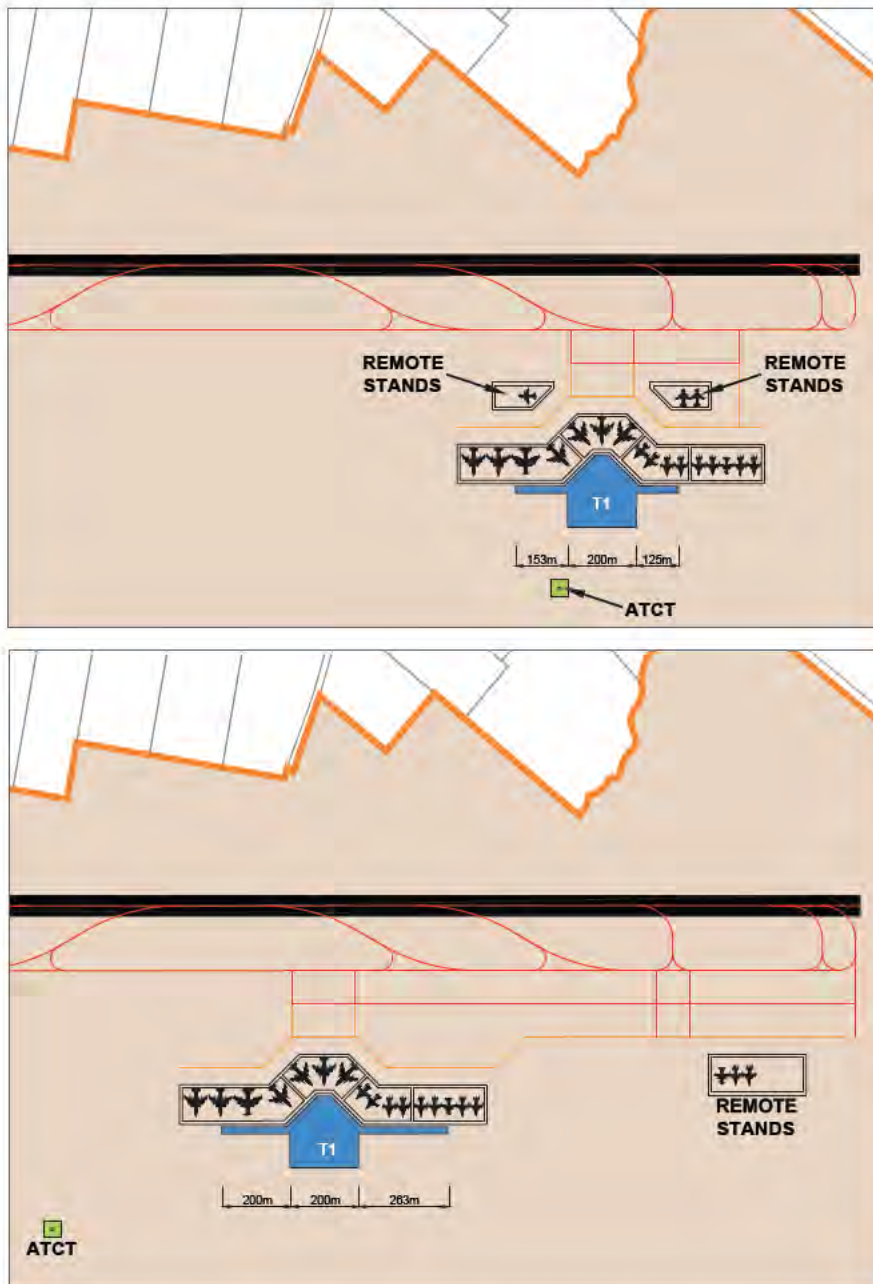 REMOTE
STANDS
REMOTE
STANDS
T1
153m 200m 125m
ATCT
T1
REMOTE
STANDS
200m 200m 263m
ATCT